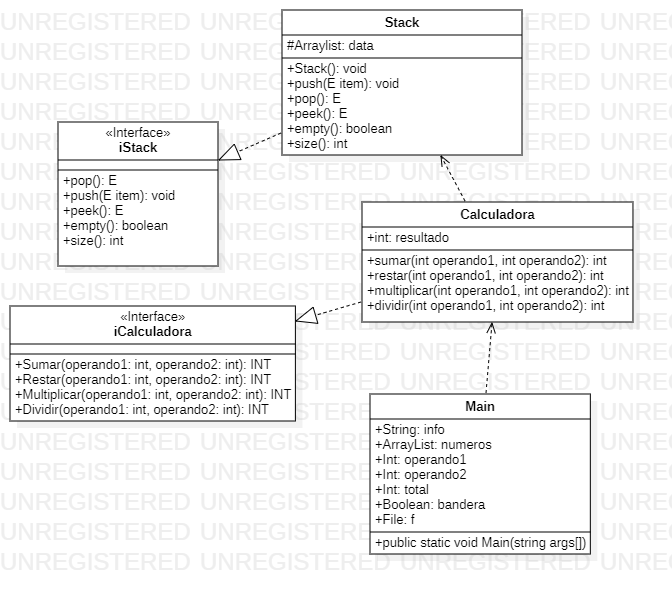 Stack
#Arraylist: data
+Stack(): void
+push(E item): void
+pop(): E
+peek(): E
+empty(): boolean
+size(): int
«Interface»
iStack
+pop(): E
+push(E item): void
+peek(): E
+empty(): boolean
+size(): int
Calculadora
+int: resultado
+sumar(int operando1, int operando2): int
+restar(int operando1, int operando2): int
+multiplicar(int operando1, int operando2): int
+dividir(int operando1, int operando2): int
«Interface»
iCalculadora
+Sumar(operando1: int, operando2: int): INT
+Restar(operando1: int, operando2: int): INT
+Multiplicar(operando1: int, operando2: int): INT
+Dividir(operando1: int, operando2: int): INT
Main
+String: info
+ArrayList: numeros
+Int: operando1
+Int: operando2
+Int: total
+Boolean: bandera
+File: f
+public static void Main(string args[])
UNREGISTERED